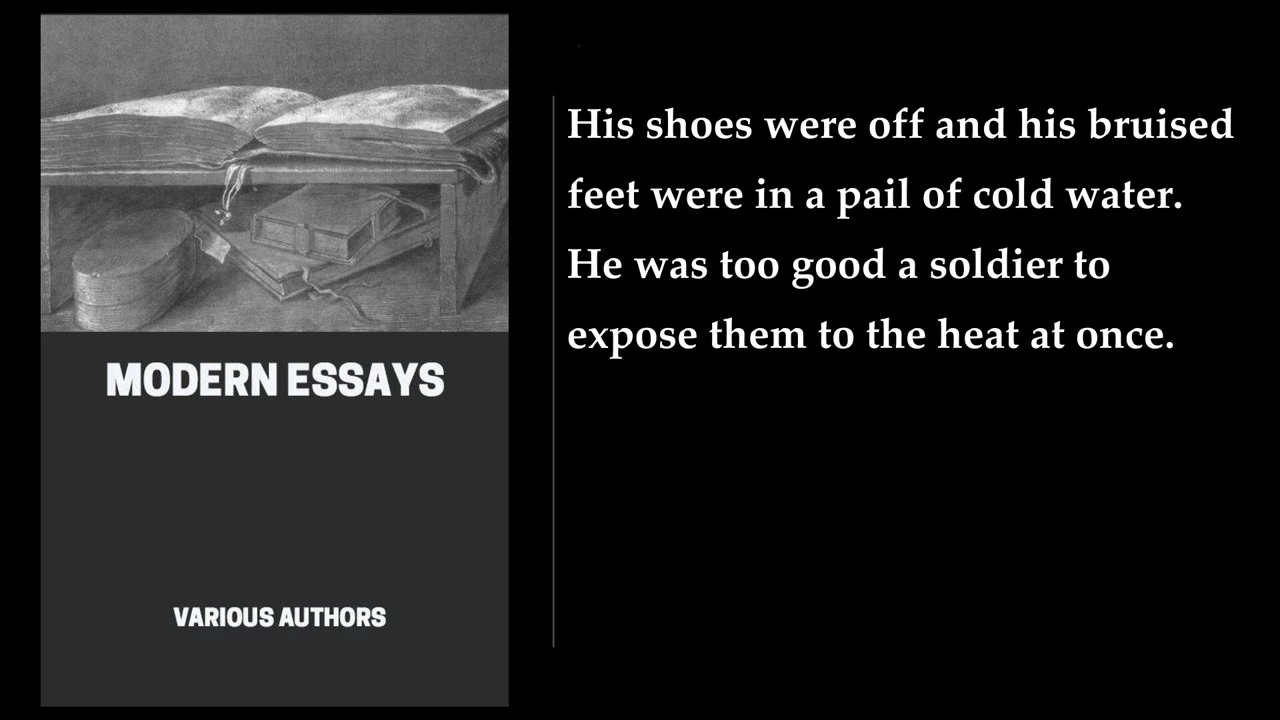 MODERN ESSAYS
VARIOUS AUTHORS
His shoes were off and his bruised
feet were in a pail of cold water.
He was too good a soldier to
expose them to the heat at once.